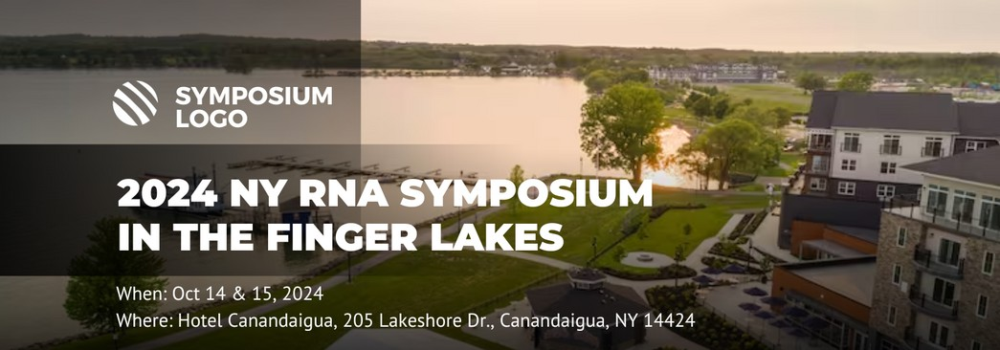 SYMPOSIUM
LOGO
2024 NY RNA SYMPOSIUM
IN THE FINGER LAKES
When: Oct 14 & 15, 2024
Where: Hotel Canandaigua, 205 Lakeshore Dr., Canandaigua, NY 14424